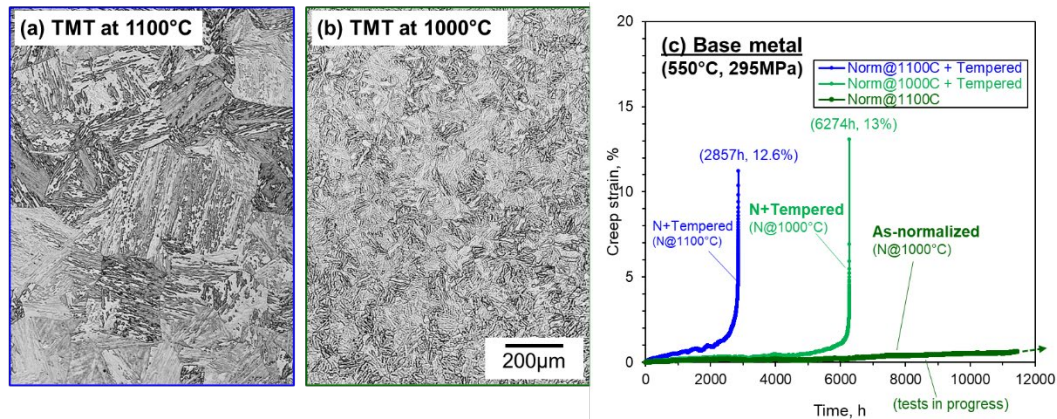 (a) TMT at 1100°C
(b) TMT at 1000°C
200µm
20
15
10
5
0
Creep strain, %
(c) Base metal
(550°C, 295MPa)
Norm@1100C + Tempered
Norm@1000C + Tempered
Norm@1100C
(6274h, 13%)
(2857h, 12.6%)
N+Tempered
(N@1100°C)
N+Tempered
(N@1000°C)
As-normalized
(N@1000°C)
0
2000
4000
6000
8000
10000
12000
Time, h
(tests in progress)